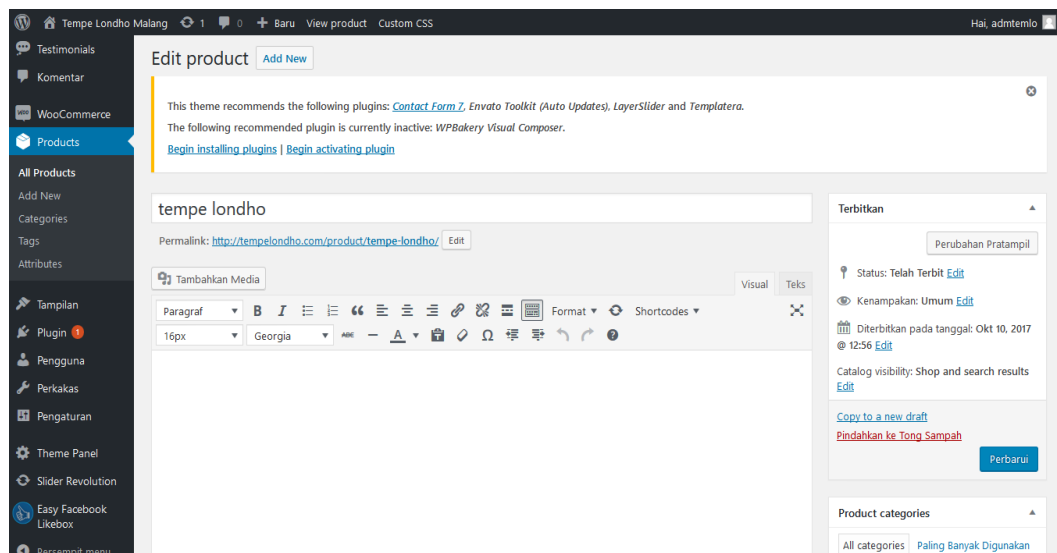 Tempe Londho Malang 1 0 + Baru View product Custom CSS Hai, admtemlo
Testimonials
Komentar
WooCommerce
Products
All Products
Add New
Categories
Tags
Attributes
Tampilan
Plugin 1
Pengguna
Perkakas
Pengaturan
Theme Panel
Slider Revolution
Easy Facebook
Likebox
Persempit menu
Edit product Add New
This theme recommends the following plugins: Contact Form 7, Envato Toolkit (Auto Updates), LayerSlider and Templatera.
The following recommended plugin is currently inactive: WPBakery Visual Composer.
Begin installing plugins | Begin activating plugin
tempe londho
Permalink: http://tempelondho.com/product/tempe-londho/ Edit
Tambahkan Media
Visual Teks
Paragraf B I Format Shortcodes
16px Georgia ABC A Ω
Terbitkan
Perubahan Pratampil
Status: Telah Terbit Edit
Kenampakan: Umum Edit
Diterbitkan pada tanggal: Okt 10, 2017
@ 12:56 Edit
Catalog visibility: Shop and search results
Edit
Copy to a new draft
Pindahkan ke Tong Sampah
Perbarui
Product categories
All categories Paling Banyak Digunakan